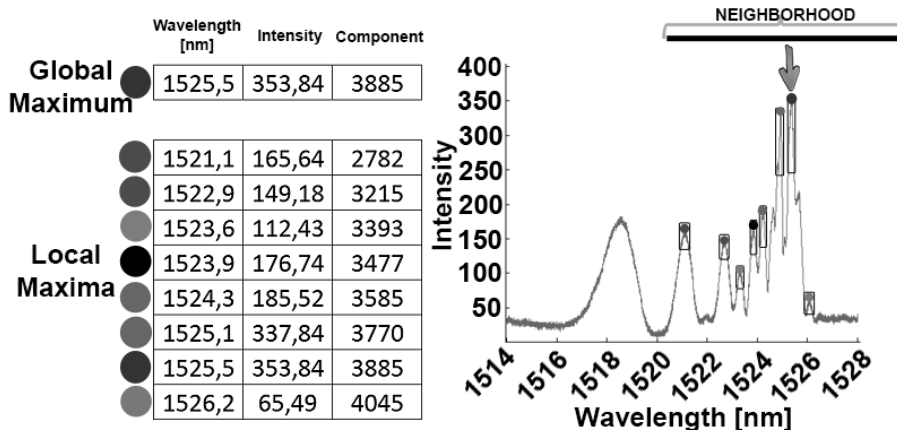 Wavelength [nm] Intensity Component
Global Maximum
1525,5 353,84 3885
Local Maxima
1521,1 165,64 2782
1522,9 149,18 3215
1523,6 112,43 3393
1523,9 176,74 3477
1524,3 185,52 3585
1525,1 337,84 3770
1525,5 353,84 3885
1526,2 65,49 4045
NEIGHBORHOOD
Intensity
400
350
300
250
200
150
100
50
1514 1516 1518 1520 1522 1524 1526 1528
Wavelength [nm]